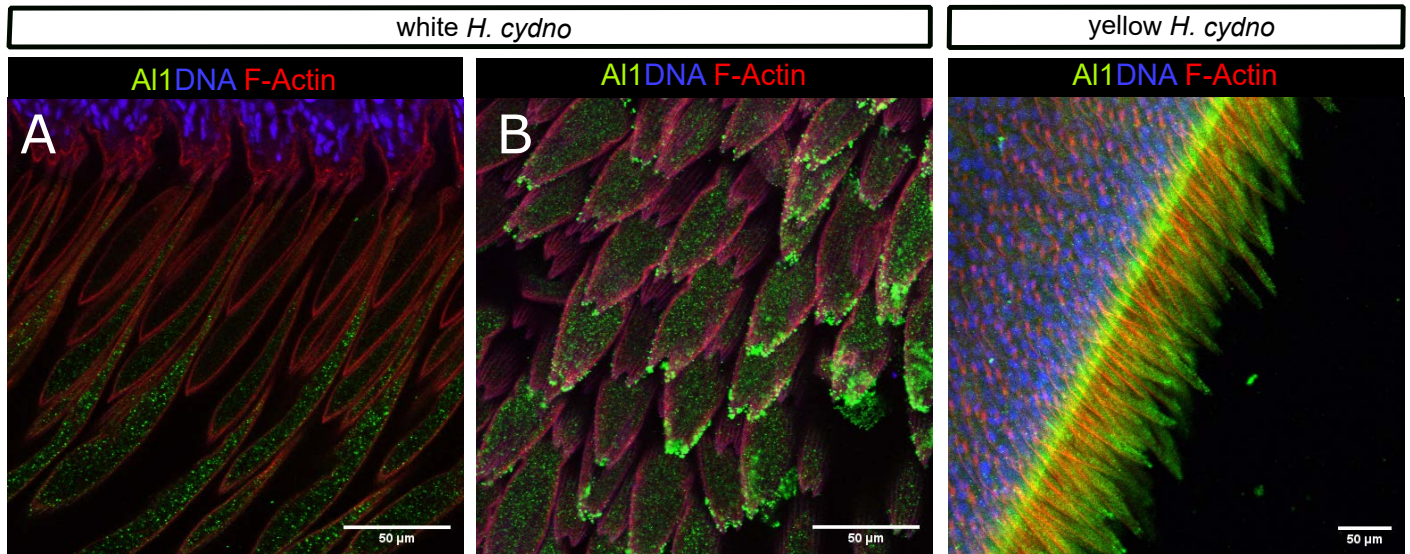 white H. cydno
yellow H. cydno
Al1DNA F-Actin
Al1DNA F-Actin
Al1DNA F-Actin
A
B
50 µm
50 µm
50 µm